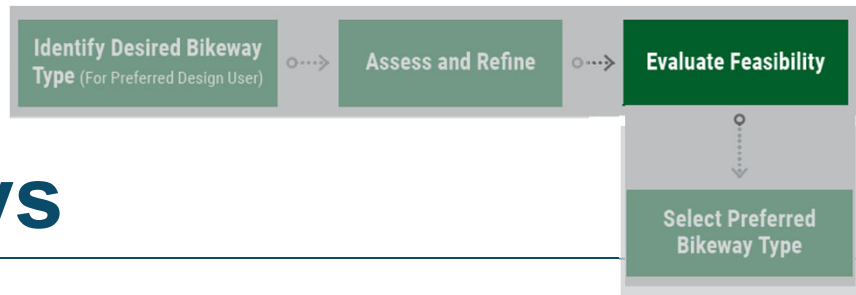 Identify Desired Bikeway
Type (For Preferred Design User)
Assess and Refine
Evaluate Feasibility
ys
Select Preferred
Bikeway Type